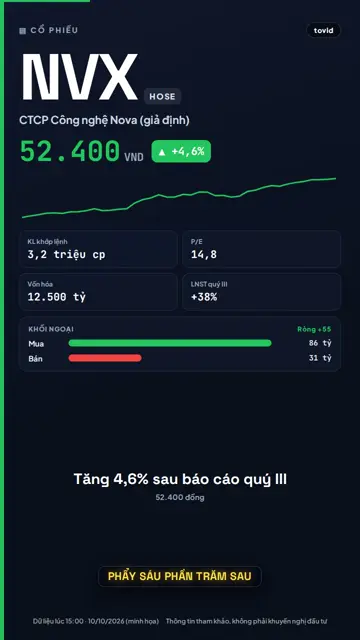 CỔ PHIẾU
tovid
NVX HOSE
CTCP Công nghệ Nova (giả định)
52.400 VND ▲ +4,6%
KL khớp lệnh
3,2 triệu cp
P/E
14,8
Vốn hóa
12.500 tỷ
LNST quý III
+38%
KHỐI NGOẠI Ròng +55
Mua 86 tỷ
Bán 31 tỷ
Tăng 4,6% sau báo cáo quý III
52.400 đồng
PHẨY SÁU PHẦN TRĂM SAU
Dữ liệu lúc 15:00 · 10/10/2026 (minh họa) Thông tin tham khảo, không phải khuyến nghị đầu tư